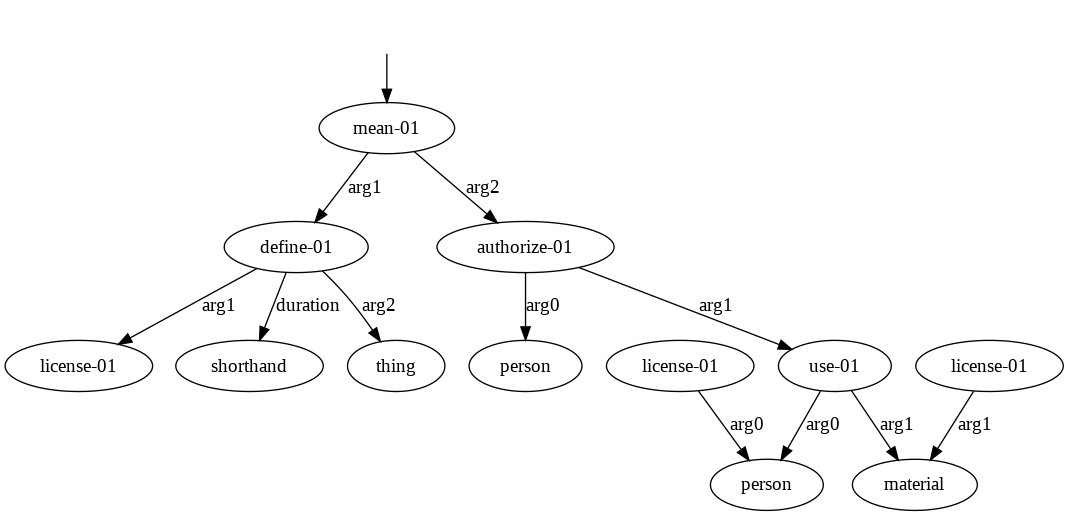 mean-01
arg1 arg2
define-01 authorize-01
arg1 duration arg2 arg0 arg1
license-01 shorthand thing person license-01 use-01 license-01
arg0 arg0 arg1 arg1
person material